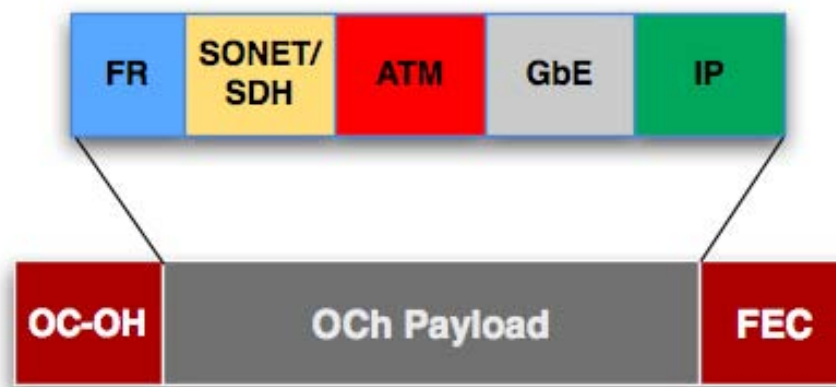 FR
SONET/
SDH
ATM
GbE
IP
OC-OH
OCh Payload
FEC